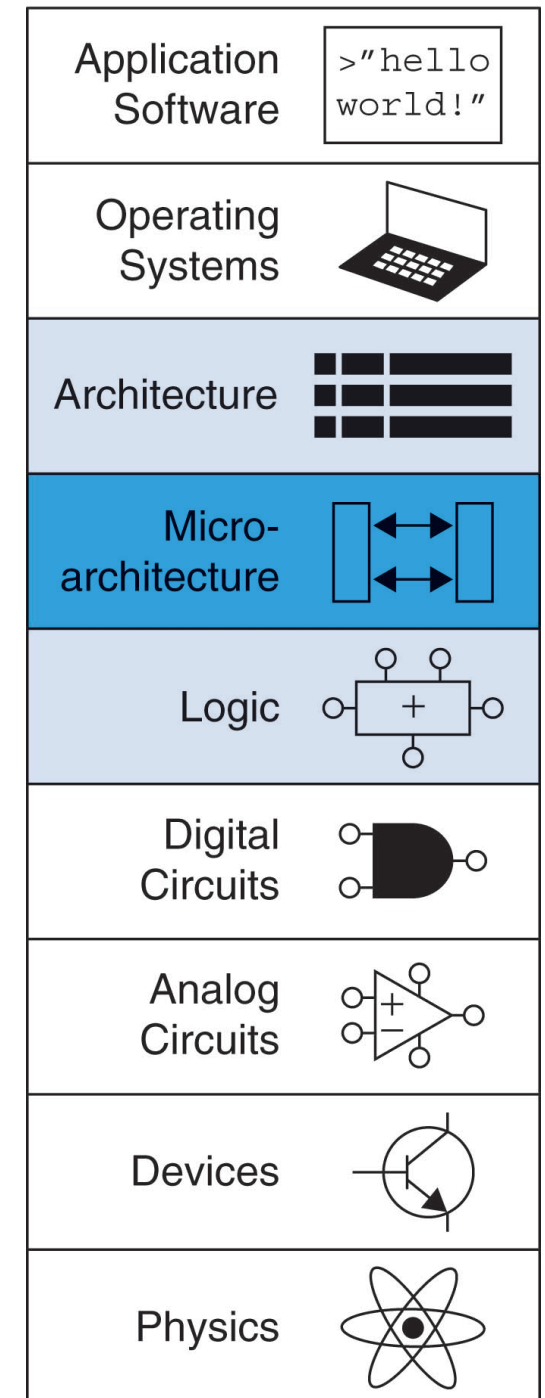 Application
Software
>"hello
world!"
Operating
Systems
Architecture
Micro-
architecture
Logic
+
Digital
Circuits
Analog
Circuits
+
−
Devices
Physics